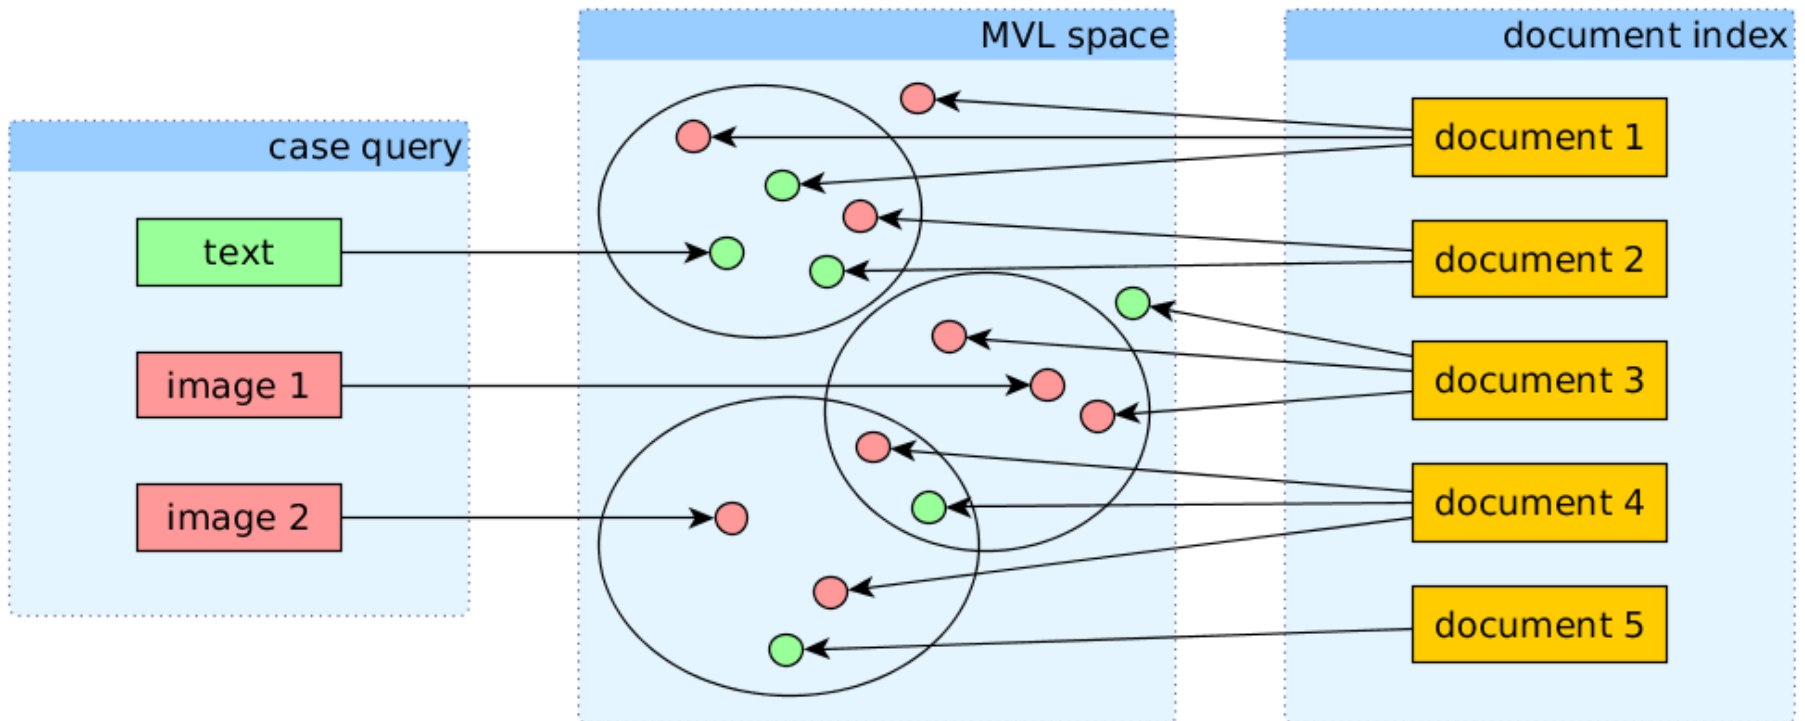 case query
text
image 1
image 2
MVL space
document index
document 1
document 2
document 3
document 4
document 5